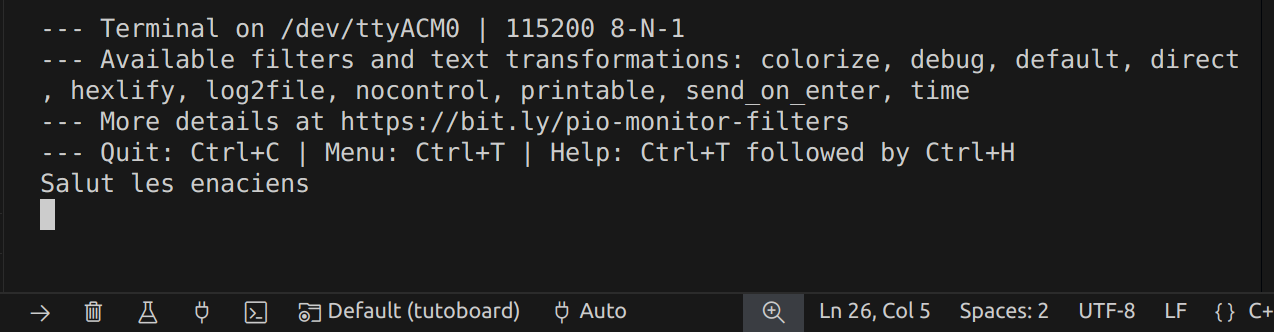 --- Terminal on /dev/ttyACM0 | 115200 8-N-1
--- Available filters and text transformations: colorize, debug, default, direct
, hexlify, log2file, nocontrol, printable, send_on_enter, time
--- More details at https://bit.ly/pio-monitor-filters
--- Quit: Ctrl+C | Menu: Ctrl+T | Help: Ctrl+T followed by Ctrl+H
Salut les enaciens
Default (tutoboard) Auto Ln 26, Col 5 Spaces: 2 UTF-8 LF {} C+